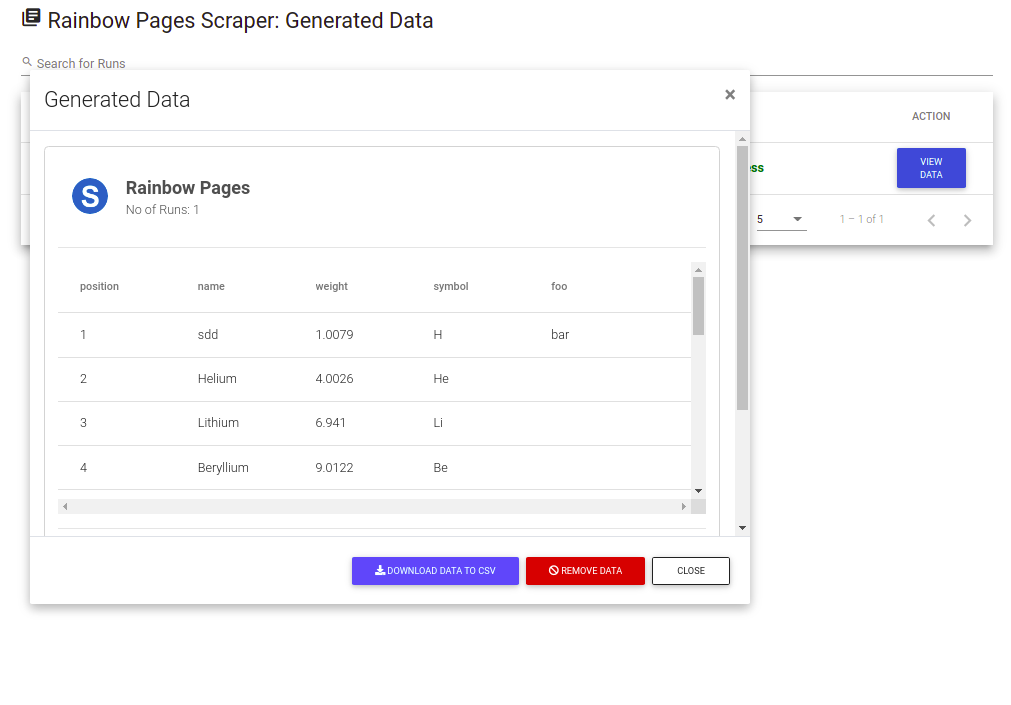 Rainbow Pages Scraper: Generated Data
Search for Runs
Generated Data
×
ACTION
ess
VIEW
DATA
S
Rainbow Pages
No of Runs: 1
5
1 – 1 of 1
position name weight symbol foo
1 sdd 1.0079 H bar
2 Helium 4.0026 He
3 Lithium 6.941 Li
4 Beryllium 9.0122 Be
DOWNLOAD DATA TO CSV REMOVE DATA CLOSE